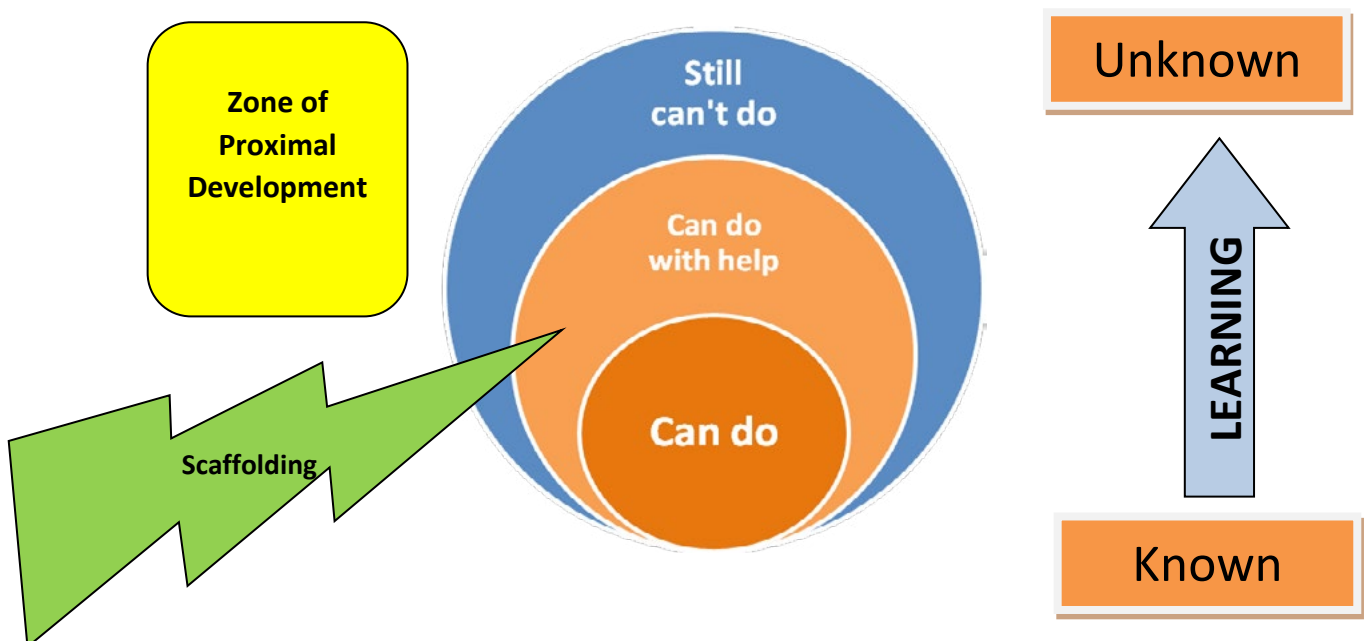 Zone of
Proximal
Development
Still
can't do
Can do
with help
Can do
Scaffolding
Unknown
LEARNING
Known